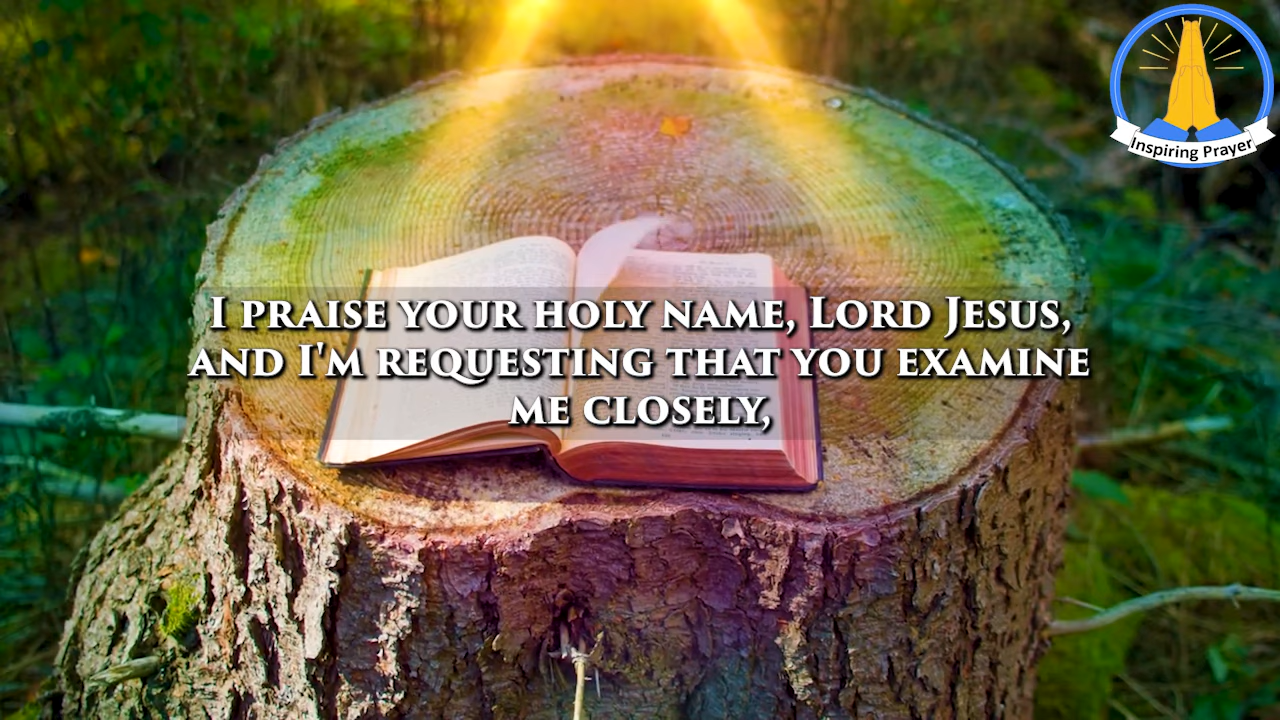 Inspiring Prayer
I PRAISE YOUR HOLY NAME, LORD JESUS,
AND I'M REQUESTING THAT YOU EXAMINE
ME CLOSELY,